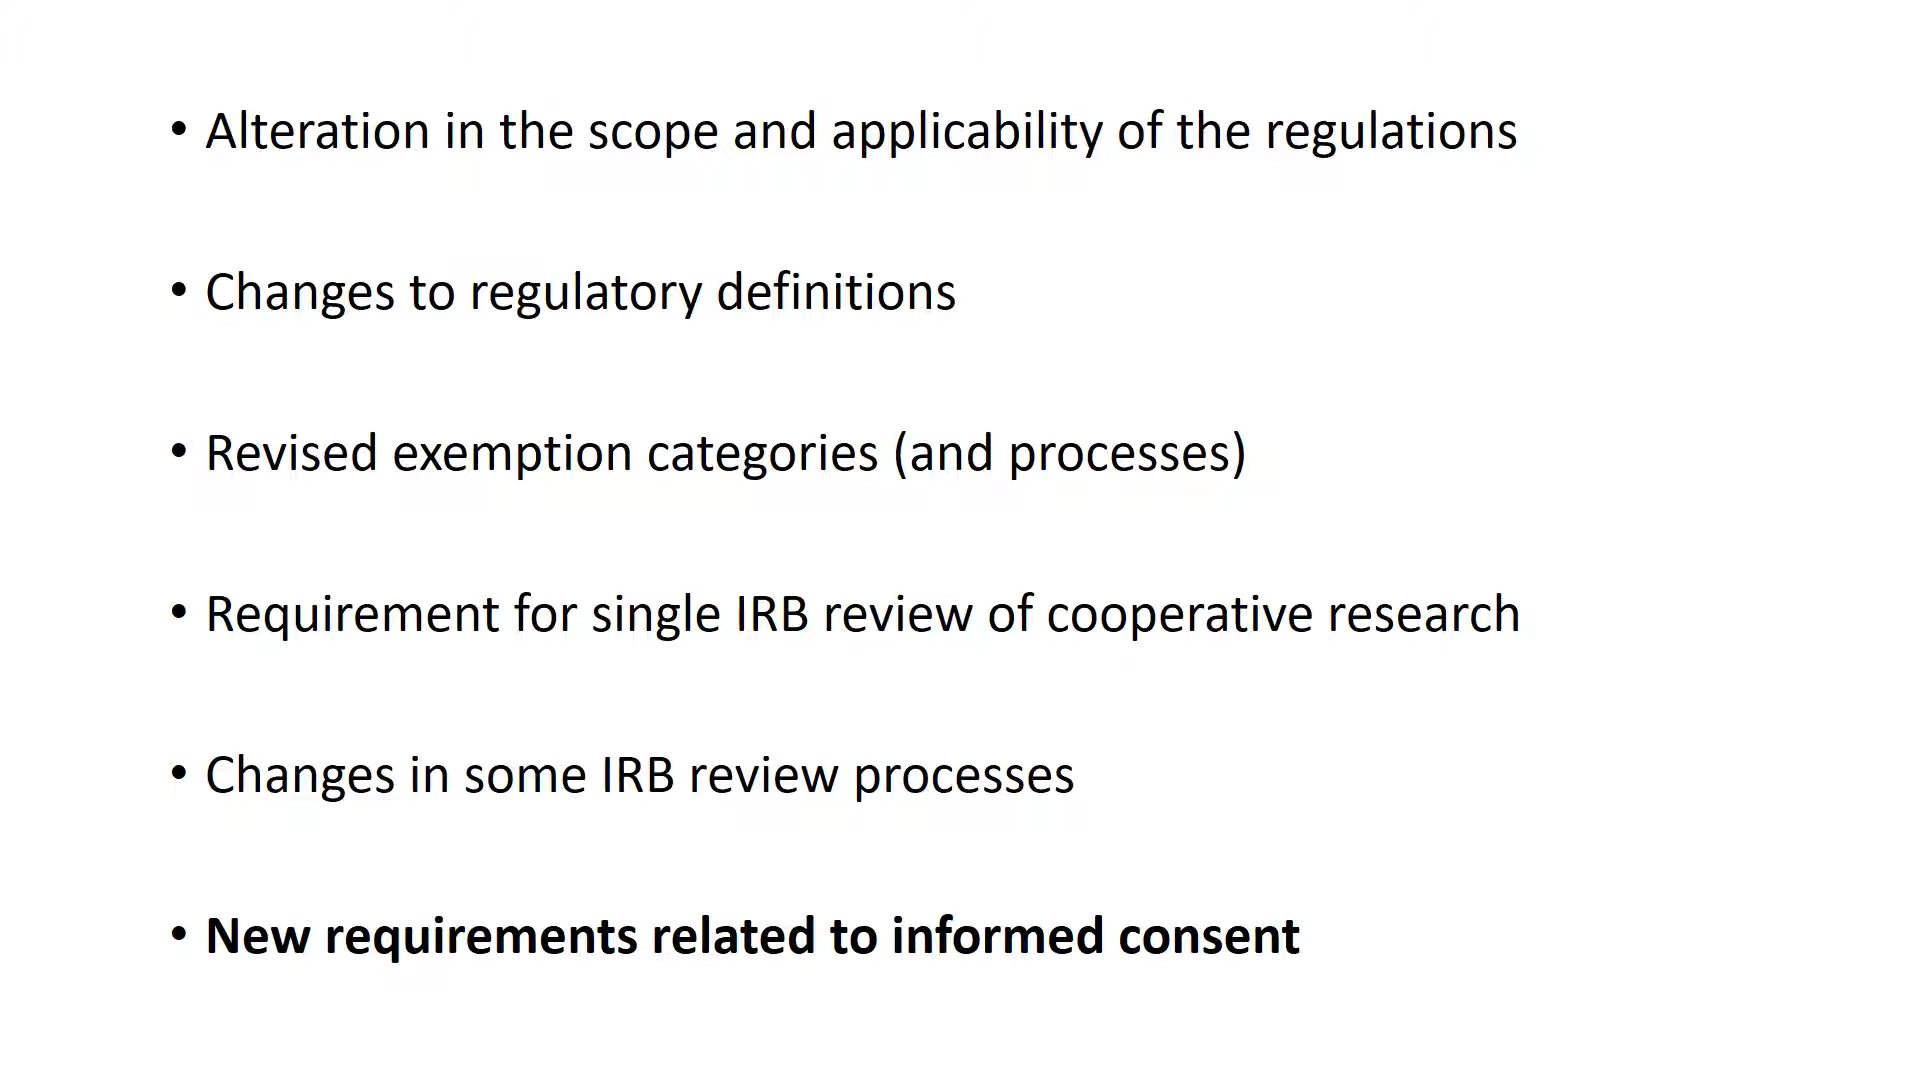 • Alteration in the scope and applicability of the regulations
• Changes to regulatory definitions
• Revised exemption categories (and processes)
• Requirement for single IRB review of cooperative research
• Changes in some IRB review processes
• New requirements related to informed consent